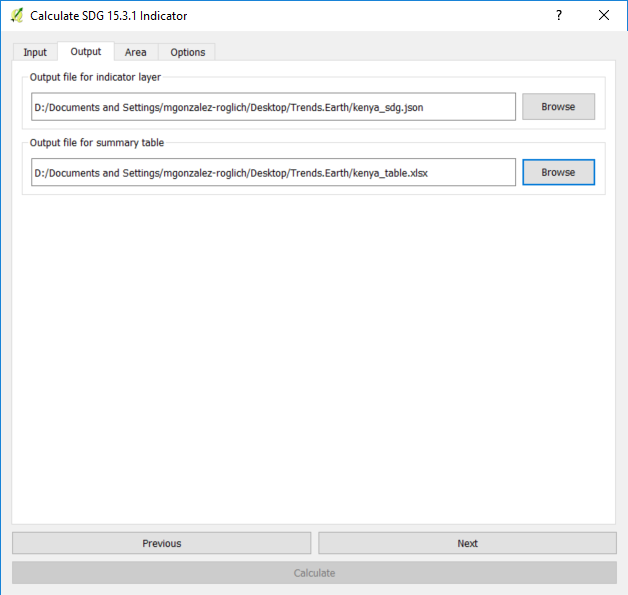 Calculate SDG 15.3.1 Indicator
?
Input Output Area Options
Output file for indicator layer
D:/Documents and Settings/mgonzalez-roglich/Desktop/Trends.Earth/kenya_sdg.json Browse
Output file for summary table
D:/Documents and Settings/mgonzalez-roglich/Desktop/Trends.Earth/kenya_table.xlsx Browse
Previous Next
Calculate